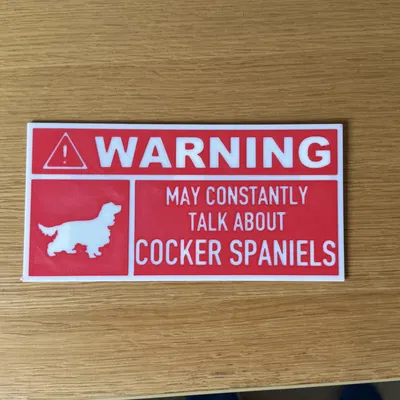 WARNING
MAY CONSTANTLY
TALK ABOUT
COCKER SPANIELS